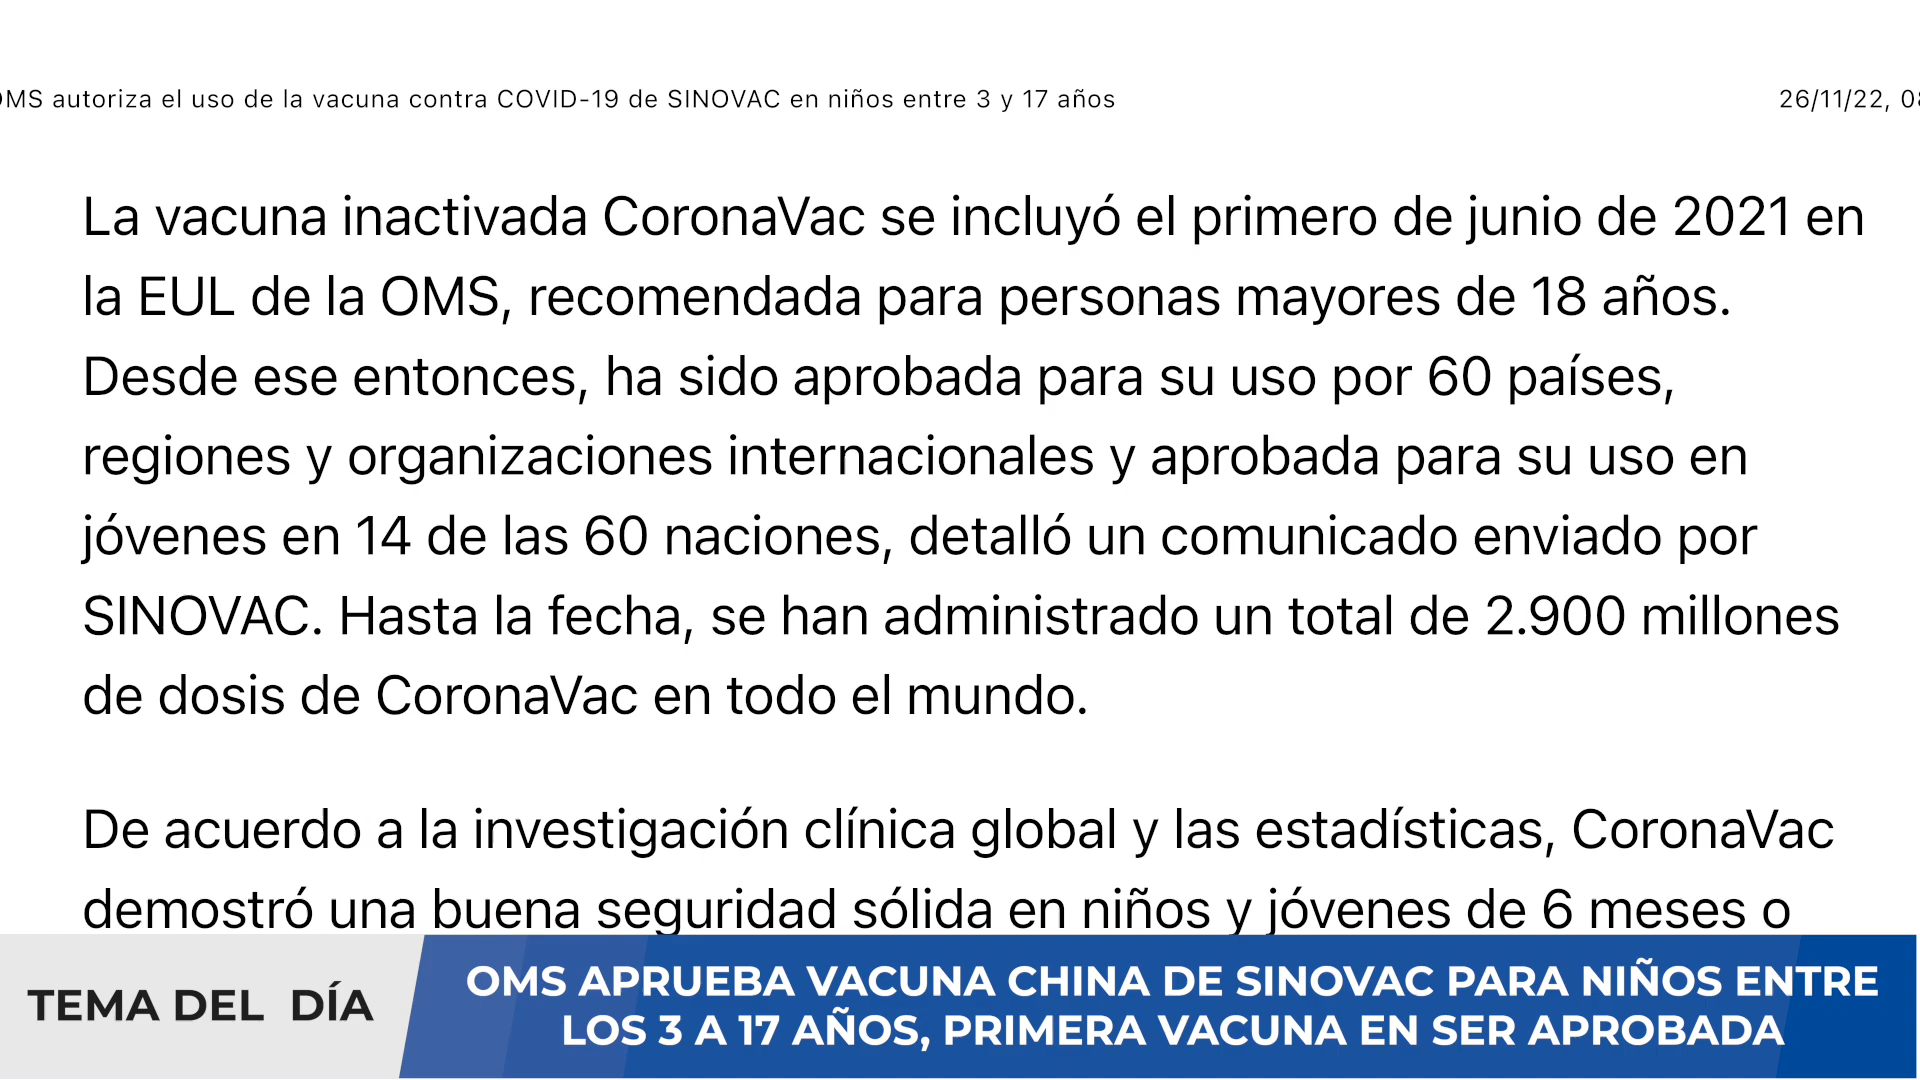 OMS autoriza el uso de la vacuna contra COVID-19 de SINOVAC en niños entre 3 y 17 años
26/11/22, 08
La vacuna inactivada CoronaVac se incluyó el primero de junio de 2021 en
la EUL de la OMS, recomendada para personas mayores de 18 años.
Desde ese entonces, ha sido aprobada para su uso por 60 países,
regiones y organizaciones internacionales y aprobada para su uso en
jóvenes en 14 de las 60 naciones, detalló un comunicado enviado por
SINOVAC. Hasta la fecha, se han administrado un total de 2.900 millones
de dosis de CoronaVac en todo el mundo.
De acuerdo a la investigación clínica global y las estadísticas, CoronaVac
demostró una buena seguridad sólida en niños y jóvenes de 6 meses o
TEMA DEL DÍA
OMS APRUEBA VACUNA CHINA DE SINOVAC PARA NIÑOS ENTRE
LOS 3 A 17 AÑOS, PRIMERA VACUNA EN SER APROBADA